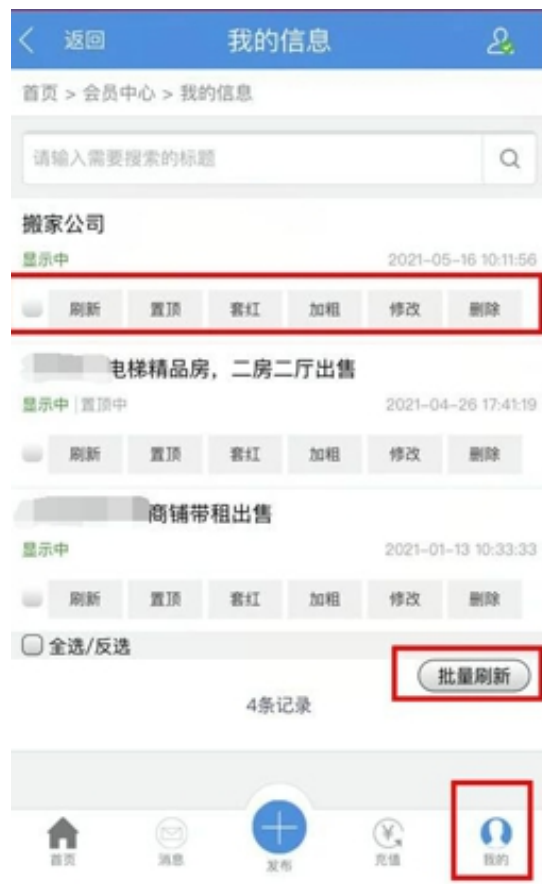 返回 我的信息
首页 > 会员中心 > 我的信息
请输入需要搜索的标题
搬家公司
显示中 2021-05-16 10:11:56
刷新 置顶 套红 加粗 修改 删除
电梯精品房，二房二厅出售
显示中 | 置顶中 2021-04-26 17:41:19
刷新 置顶 套红 加粗 修改 删除
商铺带租出售
显示中 2021-01-13 10:33:33
刷新 置顶 套红 加粗 修改 删除
全选/反选
批量刷新
4条记录
首页 消息 发布 充值 我的